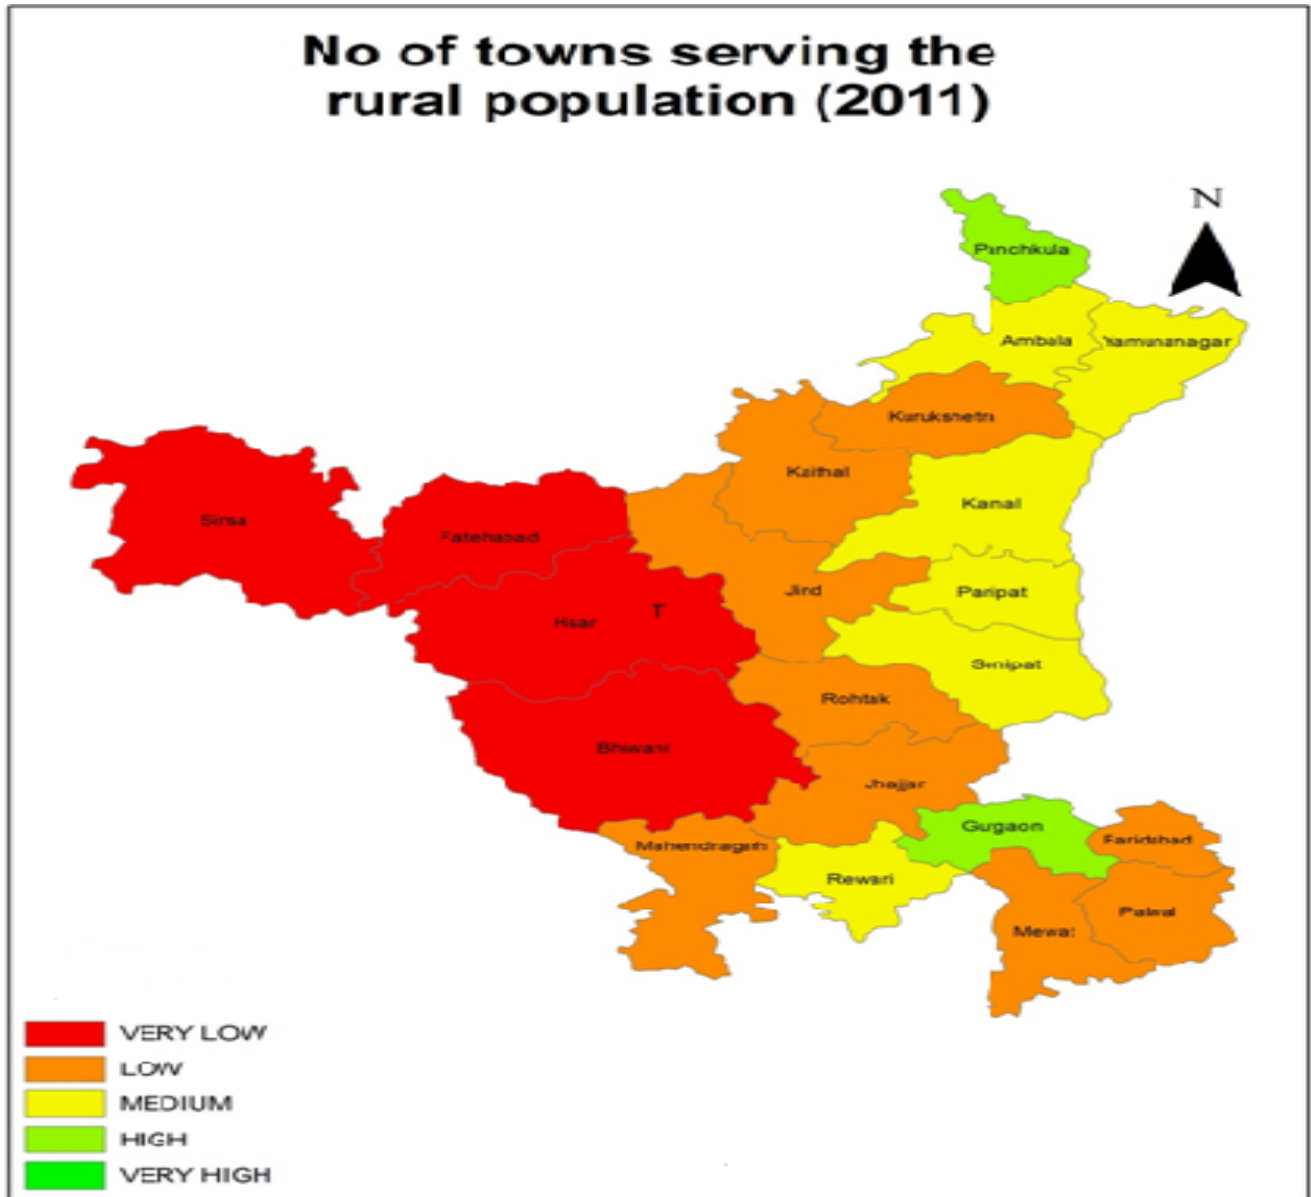 No of towns serving the
rural population (2011)
N
Panchkula
Ambala
Yamunanagar
Kurukshetra
Kaithal
Karnal
Sirsa
Fatehabad
Jind
Panipat
Hisar
T
Sonipat
Rohtak
Bhiwani
Jhajjar
Gurgaon
Faridabad
Mahendragarh
Rewari
Palwal
Mewat
VERY LOW
LOW
MEDIUM
HIGH
VERY HIGH